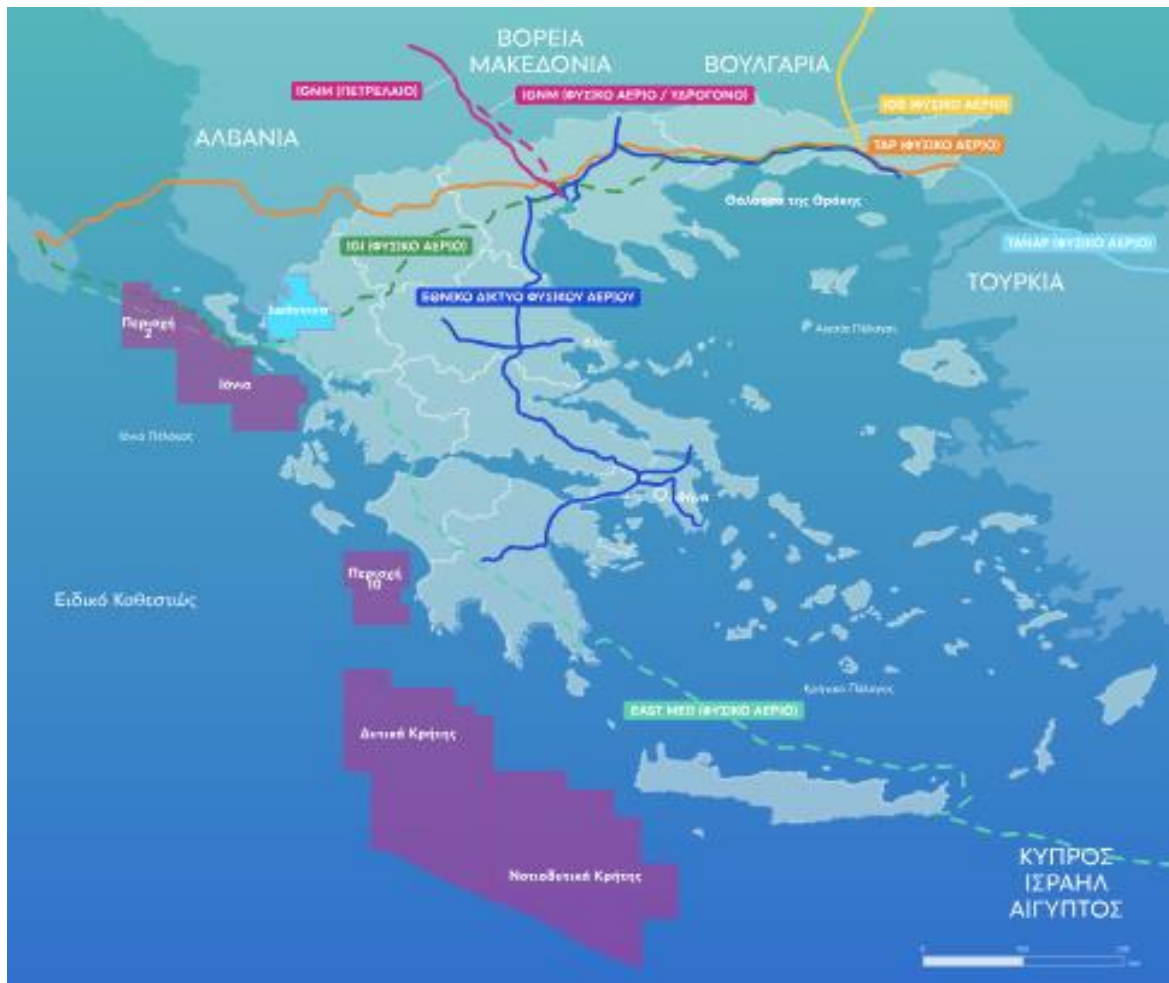 ΒΟΡΕΙΑ
ΜΑΚΕΔΟΝΙΑ
ΒΟΥΛΓΑΡΙΑ
IGNM (ΠΕΤΡΕΛΑΙΟ)
IGNM (ΦΥΣΙΚΟ ΑΕΡΙΟ / ΥΔΡΟΓΟΝΟ)
IGB (ΦΥΣΙΚΟ ΑΕΡΙΟ)
ΑΛΒΑΝΙΑ
TAP (ΦΥΣΙΚΟ ΑΕΡΙΟ)
Θάλασσα της Θράκης
IGI (ΦΥΣΙΚΟ ΑΕΡΙΟ)
TANAP (ΦΥΣΙΚΟ ΑΕΡΙΟ)
ΤΟΥΡΚΙΑ
ΕΘΝΙΚΟ ΔΙΚΤΥΟ ΦΥΣΙΚΟΥ ΑΕΡΙΟΥ
Ιωάννινα
Περιοχή
2
Ιόνιο
Περιοχή
10
Ειδικό Καθεστώς
EAST MED (ΦΥΣΙΚΟ ΑΕΡΙΟ)
Δυτικά Κρήτης
Νοτιοδυτικά Κρήτης
ΚΥΠΡΟΣ
ΙΣΡΑΗΛ
ΑΙΓΥΠΤΟΣ